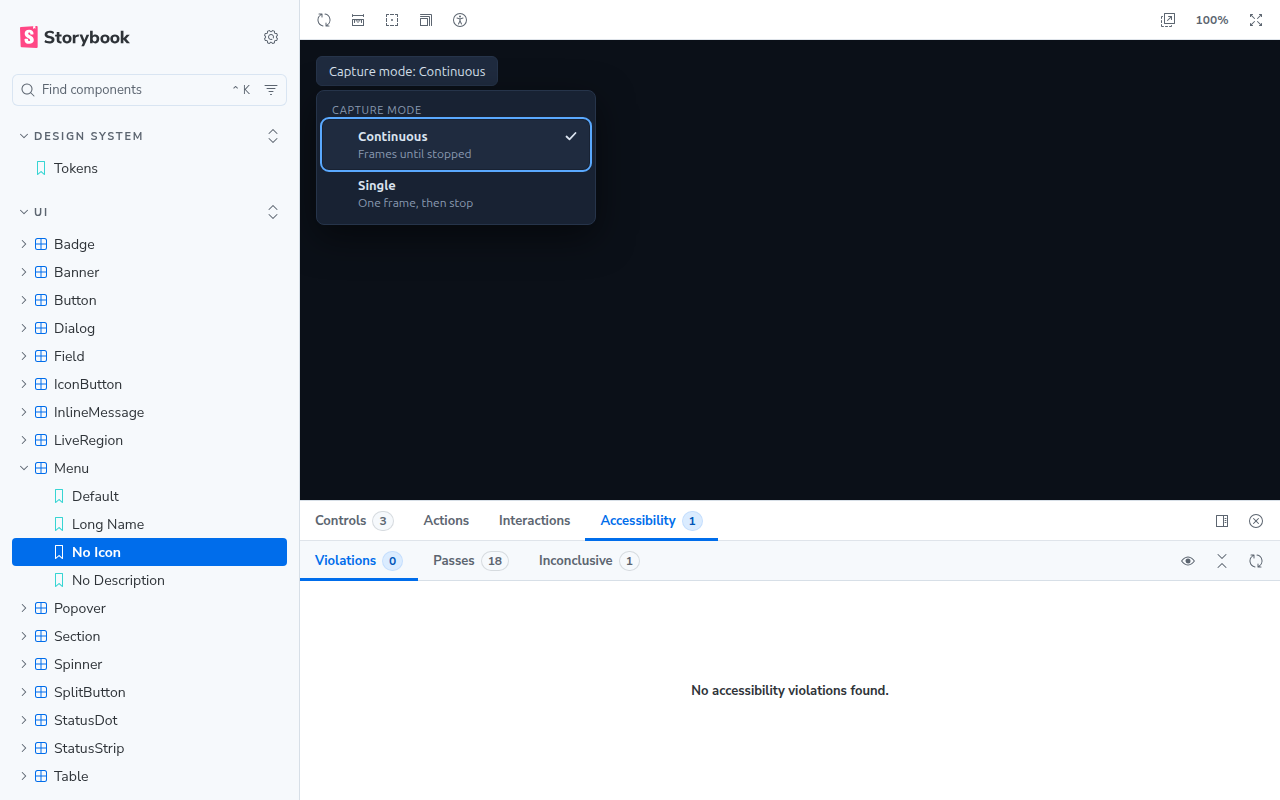 Storybook
Find components
⌃ K
DESIGN SYSTEM
Tokens
UI
Badge
Banner
Button
Dialog
Field
IconButton
InlineMessage
LiveRegion
Menu
Default
Long Name
No Icon
No Description
Popover
Section
Spinner
SplitButton
StatusDot
StatusStrip
Table
100%
Capture mode: Continuous
CAPTURE MODE
Continuous
Frames until stopped
Single
One frame, then stop
Controls 3 Actions Interactions Accessibility 1
Violations 0 Passes 18 Inconclusive 1
No accessibility violations found.